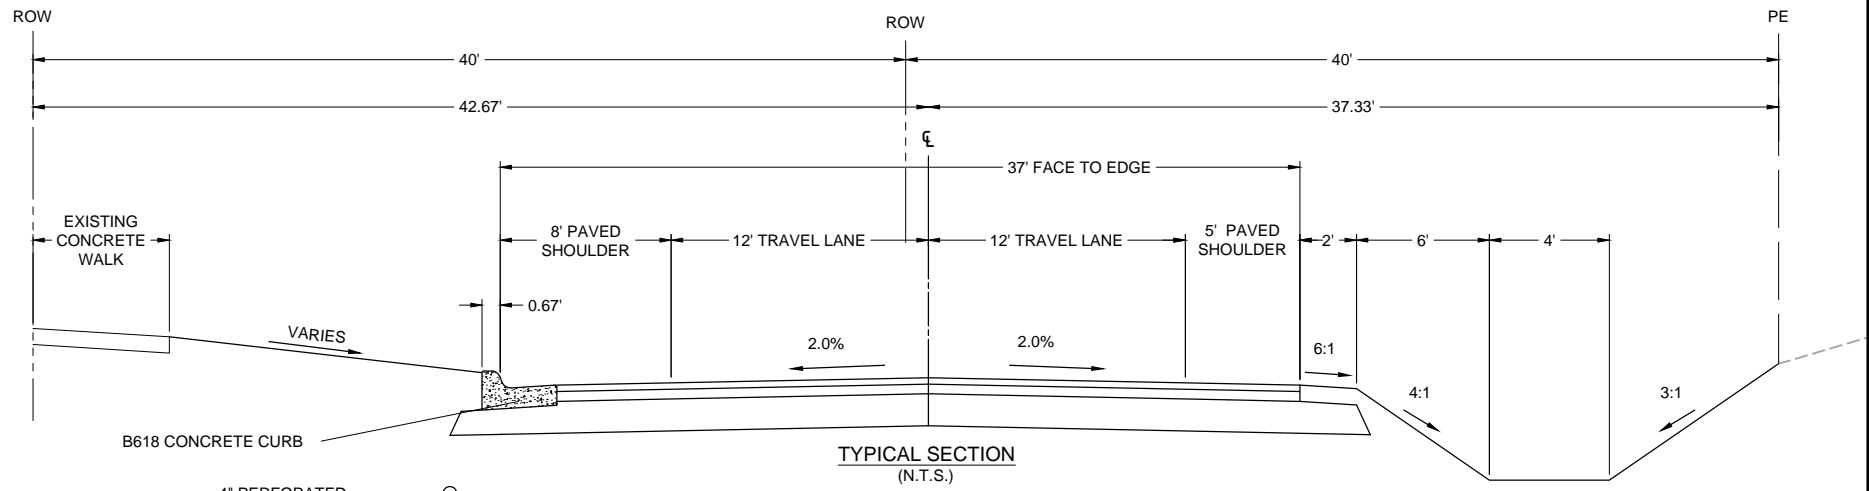 ROW
ROW
PE
40'
40'
42.67'
37.33'
℄
37' FACE TO EDGE
EXISTING
CONCRETE
WALK
8' PAVED
SHOULDER
12' TRAVEL LANE
12' TRAVEL LANE
5' PAVED
SHOULDER
2'
6'
4'
0.67'
VARIES
2.0%
2.0%
6:1
4:1
3:1
B618 CONCRETE CURB
TYPICAL SECTION
(N.T.S.)
4" PERFORATED